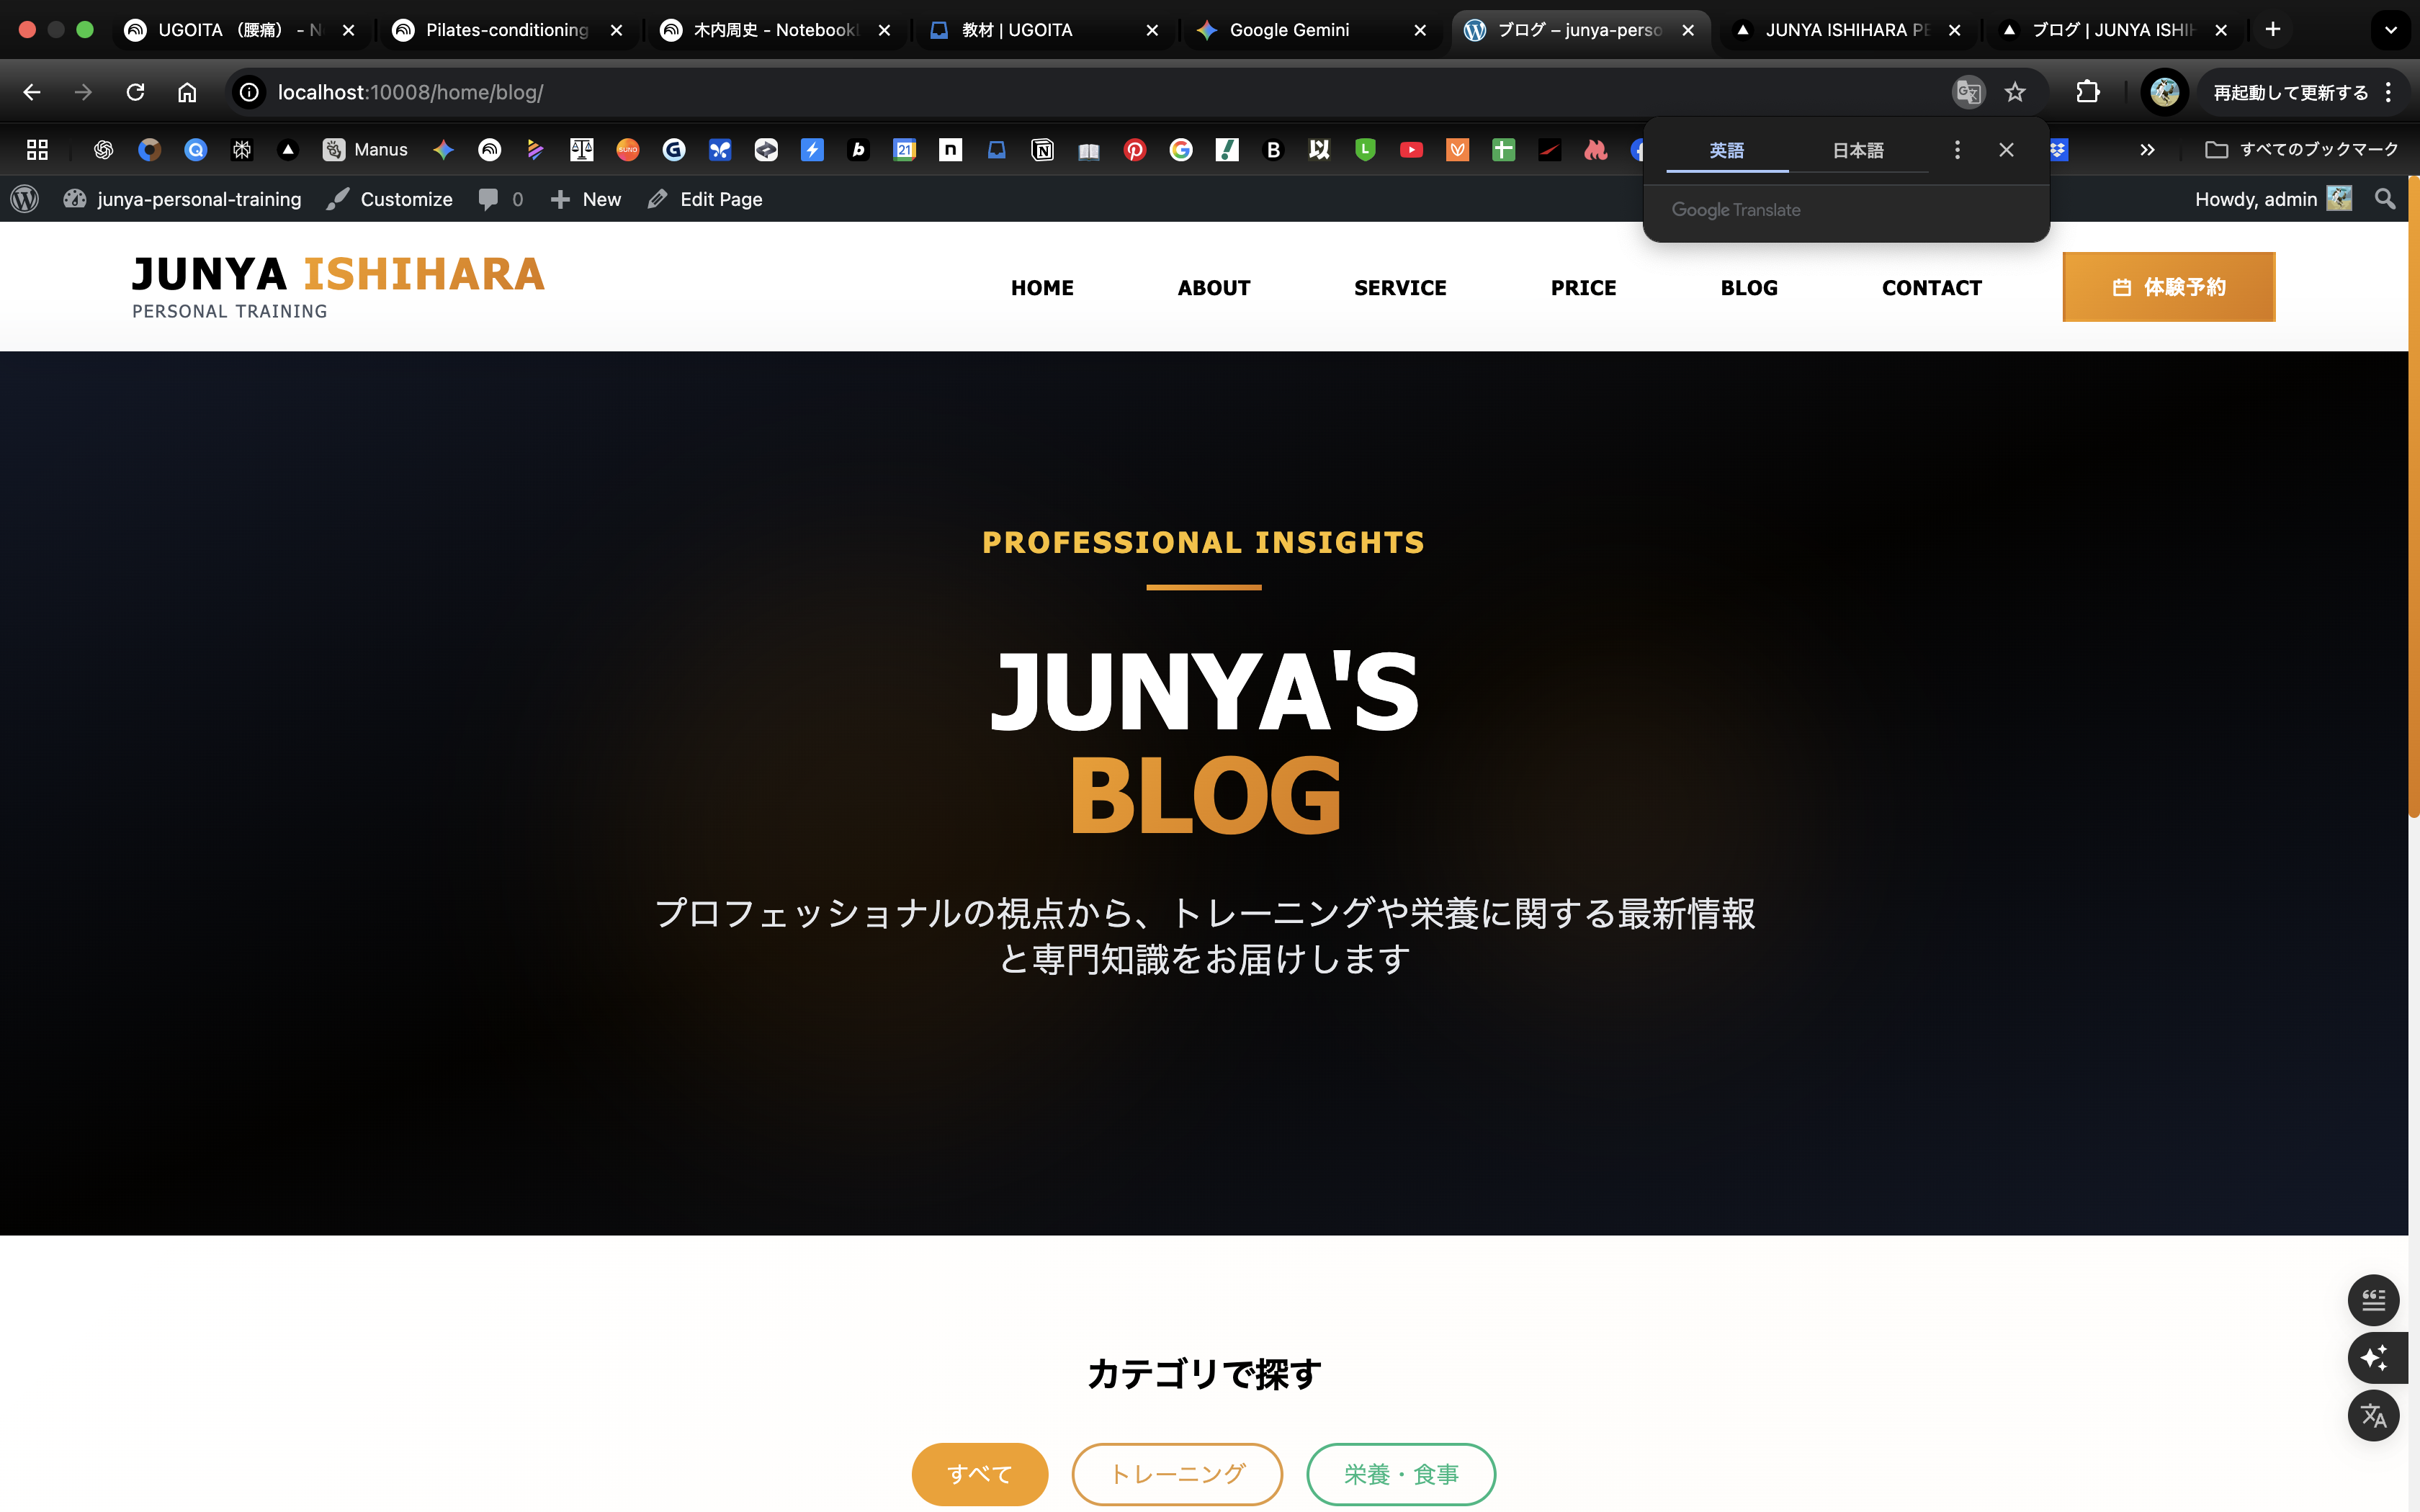 UGOITA （腰痛） - N
Pilates-conditioning
木内周史 - Notebookl
教材 | UGOITA
Google Gemini
ブログ – junya-perso
JUNYA ISHIHARA PE
ブログ | JUNYA ISHIH
localhost:10008/home/blog/
再起動して更新する
Manus
すべてのブックマーク
英語
日本語
Google Translate
junya-personal-training
Customize
0
New
Edit Page
Howdy, admin
JUNYA ISHIHARA
PERSONAL TRAINING
HOME
ABOUT
SERVICE
PRICE
BLOG
CONTACT
体験予約
PROFESSIONAL INSIGHTS
JUNYA'S
BLOG
プロフェッショナルの視点から、トレーニングや栄養に関する最新情報
と専門知識をお届けします
カテゴリで探す
すべて
トレーニング
栄養・食事